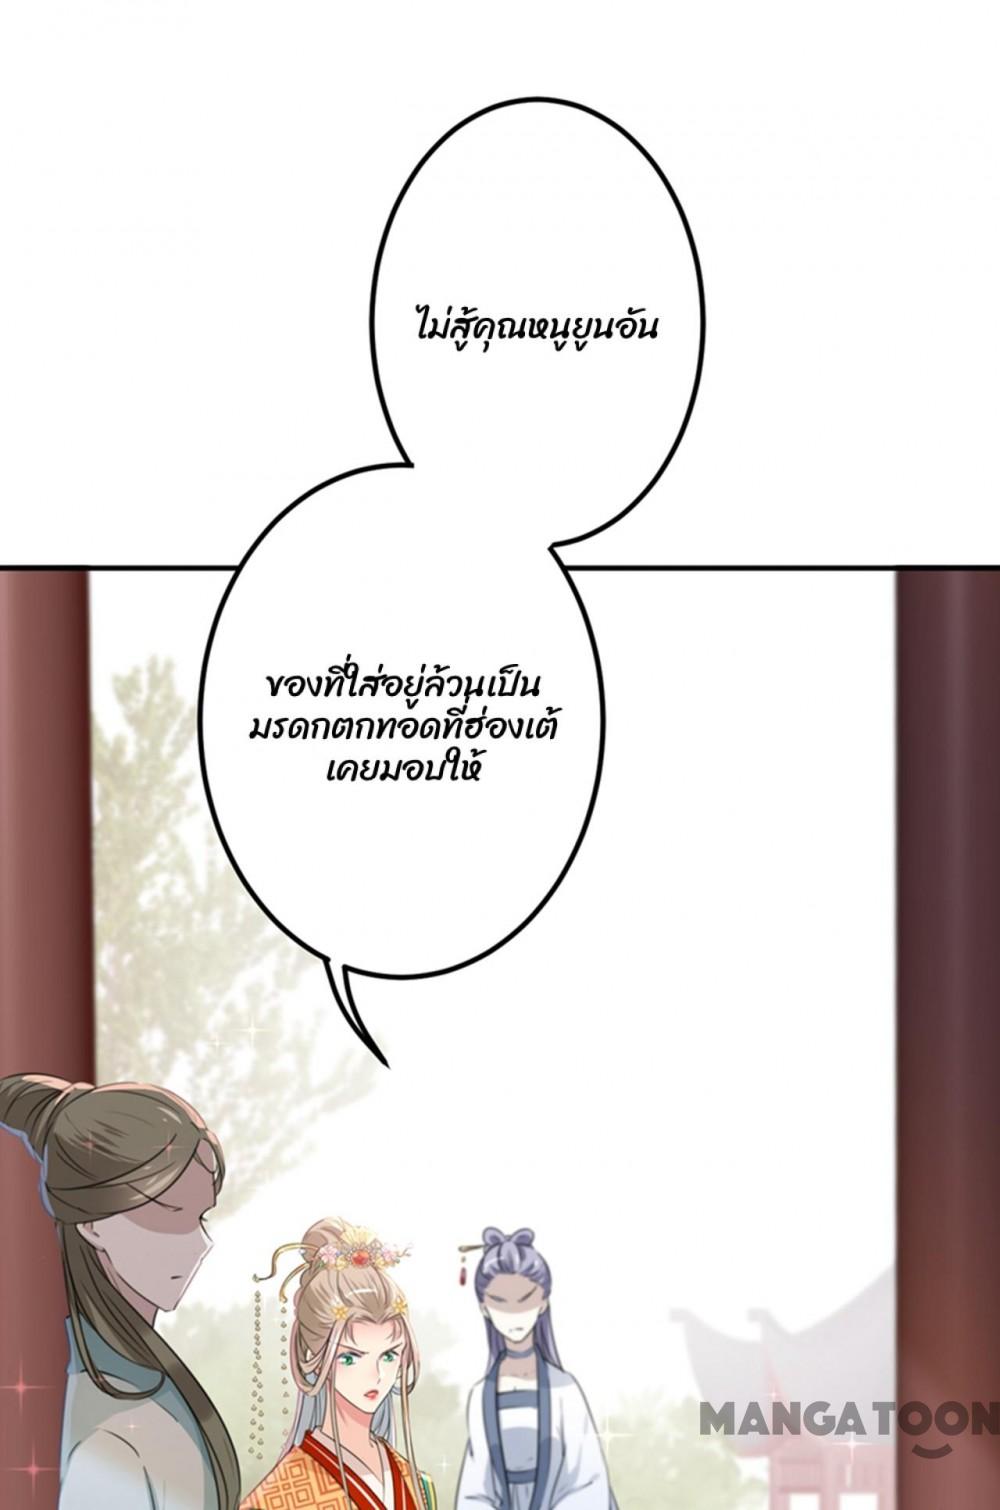 ไม่สู้คุณหนูยูนอัน
ของที่ใส่อยู่ล้วนเป็น
มรดกตกทอดที่ฮ่องเต้
เคยมอบให้
MANGATOON